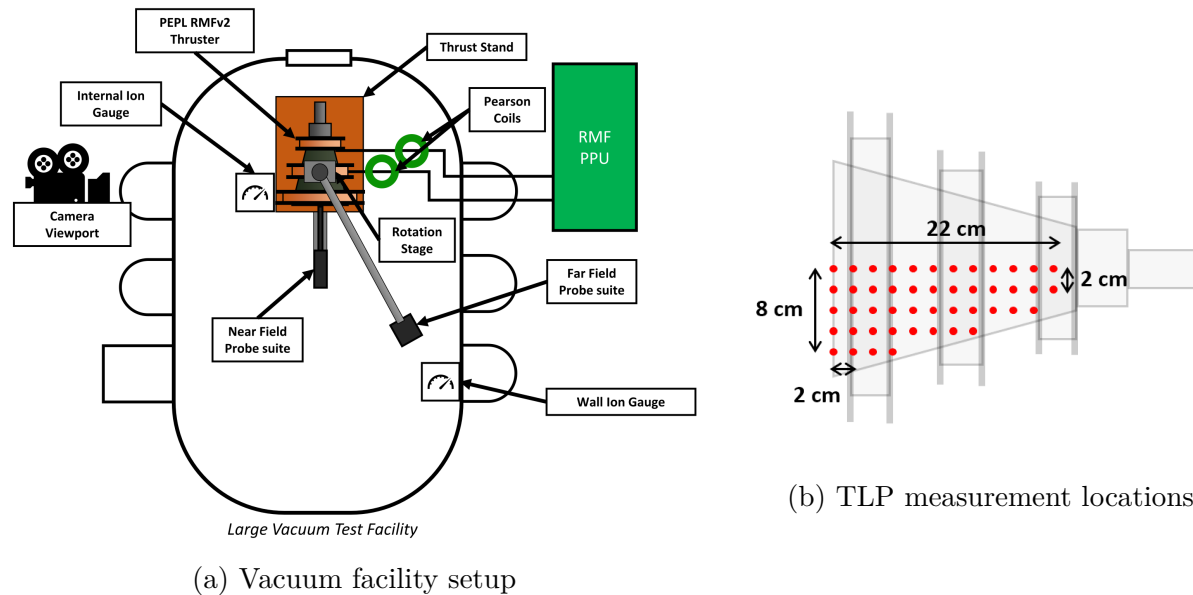 PEPL RMFv2
Thruster
Thrust Stand
Internal Ion
Gauge
Pearson
Coils
RMF
PPU
Camera
Viewport
Rotation
Stage
Far Field
Probe suite
Near Field
Probe suite
Wall Ion Gauge
Large Vacuum Test Facility
(a) Vacuum facility setup
22 cm
2 cm
8 cm
2 cm
(b) TLP measurement locations